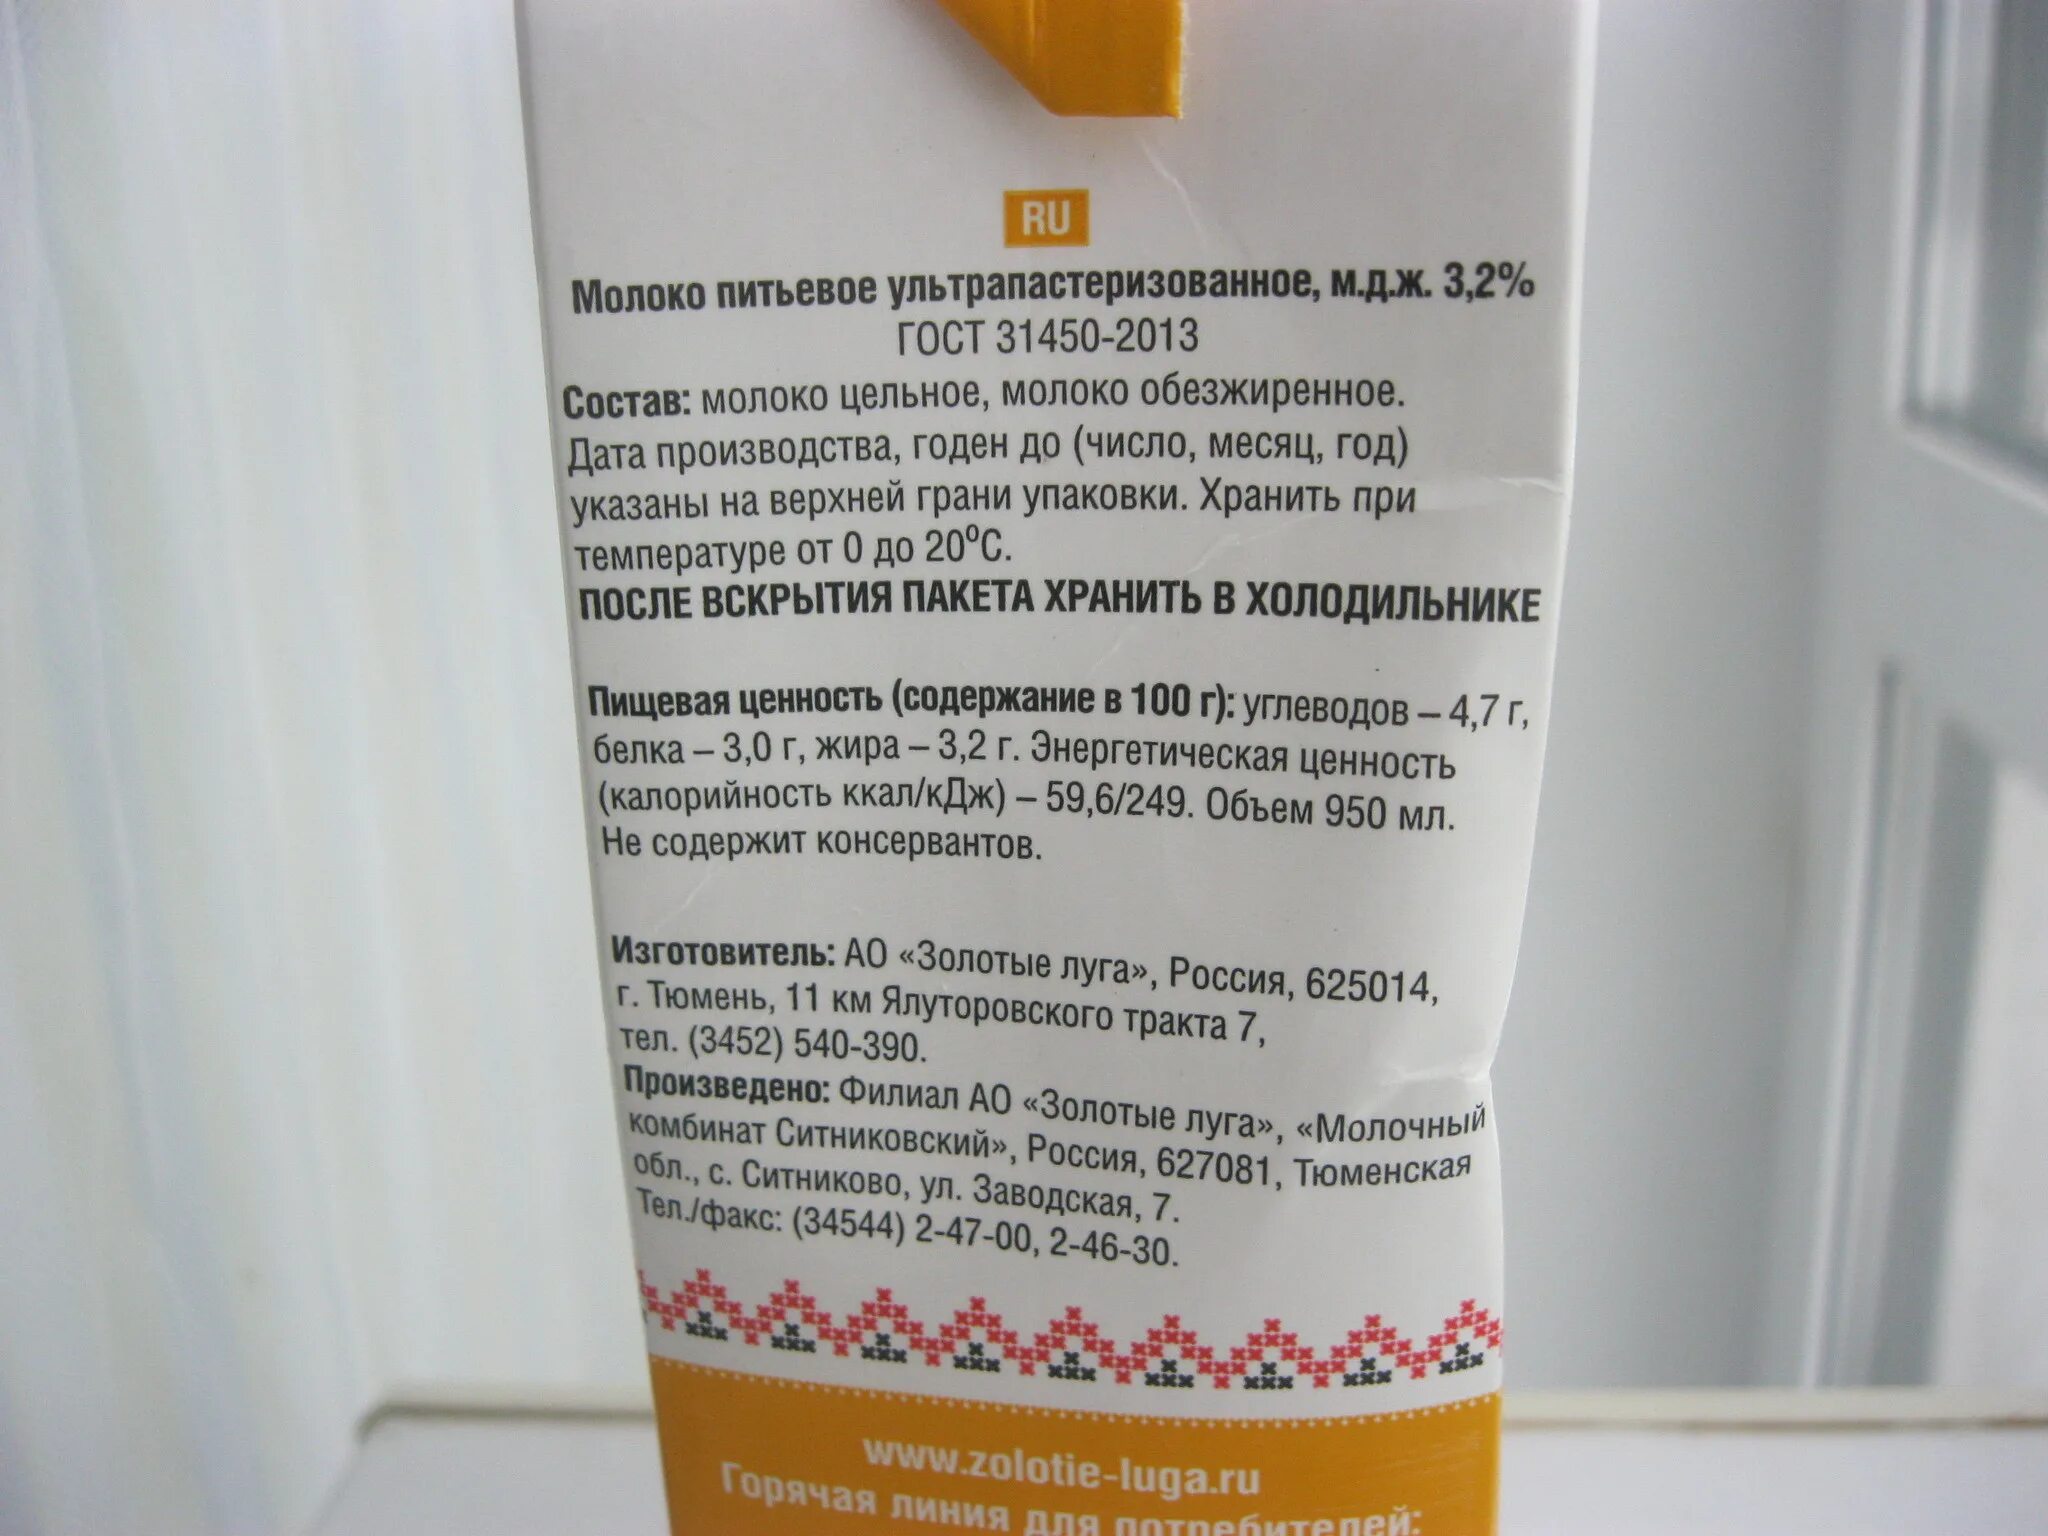 RU
Молоко питьевое ультрапастеризованное, м.д.ж. 3,2%
ГОСТ 31450-2013
Состав: молоко цельное, молоко обезжиренное.
Дата производства, годен до (число, месяц, год)
указаны на верхней грани упаковки. Хранить при
температуре от 0 до 20⁰С.
ПОСЛЕ ВСКРЫТИЯ ПАКЕТА ХРАНИТЬ В ХОЛОДИЛЬНИКЕ
Пищевая ценность (содержание в 100 г): углеводов – 4,7 г,
белка – 3,0 г, жира – 3,2 г. Энергетическая ценность
(калорийность ккал/кДж) – 59,6/249. Объем 950 мл.
Не содержит консервантов.
Изготовитель: АО «Золотые луга», Россия, 625014,
г. Тюмень, 11 км Ялуторовского тракта 7,
тел. (3452) 540-390.
Произведено: Филиал АО «Золотые луга», «Молочный
комбинат Ситниковский», Россия, 627081, Тюменская
обл., с. Ситниково, ул. Заводская, 7.
Тел./факс: (34544) 2-47-00, 2-46-30.
www.zolotie-luga.ru
Горячая линия для потребителей: